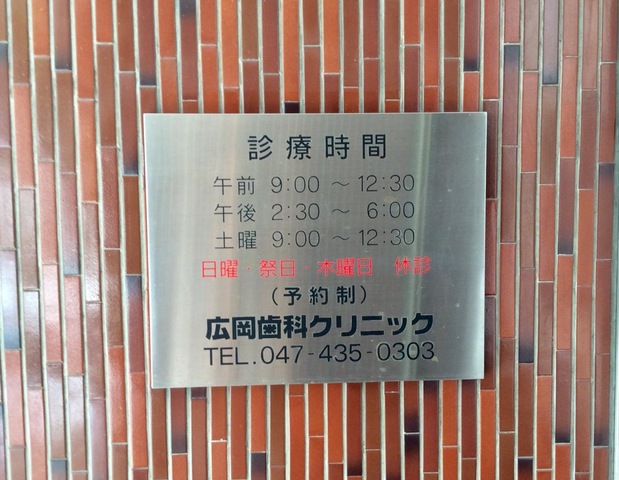 診療時間
午前 9:00 ～ 12:30
午後 2:30 ～ 6:00
土曜 9:00 ～ 12:30
日曜・祭日・木曜日 休診
(予約制)
広岡歯科クリニック
TEL.047-435-0303